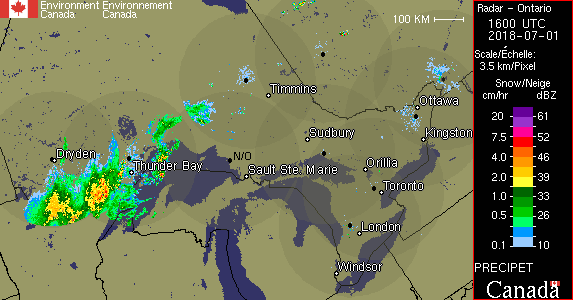 Environment Environnement
Canada Canada
100 KM
Timmins
Ottawa
Sudbury
Kingston
Dryden
Thunder Bay
N/O
Sault Ste. Marie
Orillia
Toronto
London
Windsor
Radar - Ontario
1600 UTC
2018-07-01
Scale/Échelle:
3.5 km/Pixel
Snow/Neige
cm/hr dBZ
20 61
7.5 57
5.0 52
4.0 46
2.0 39
1.0 33
0.5 26
0.1 10
PRECIPET
Canada